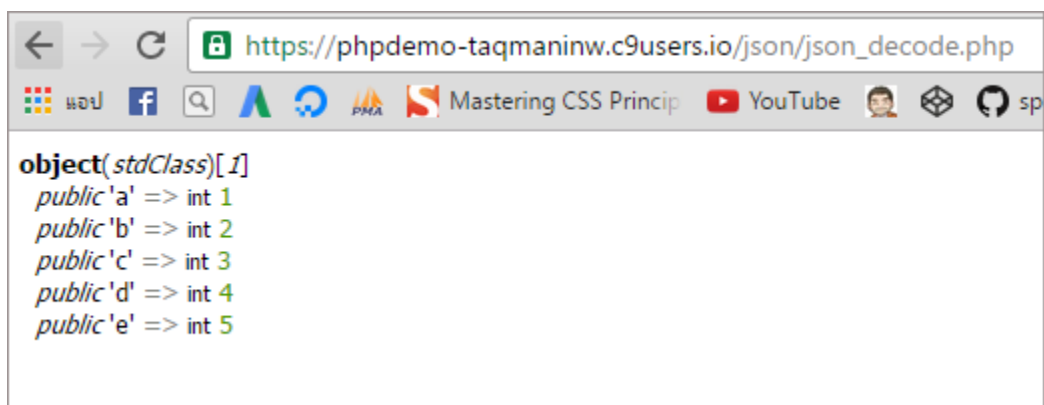 https://phpdemo-taqmaninw.c9users.io/json/json_decode.php
แอป PMA Mastering CSS Princip YouTube sp
object(stdClass)[1]
public 'a' => int 1
public 'b' => int 2
public 'c' => int 3
public 'd' => int 4
public 'e' => int 5